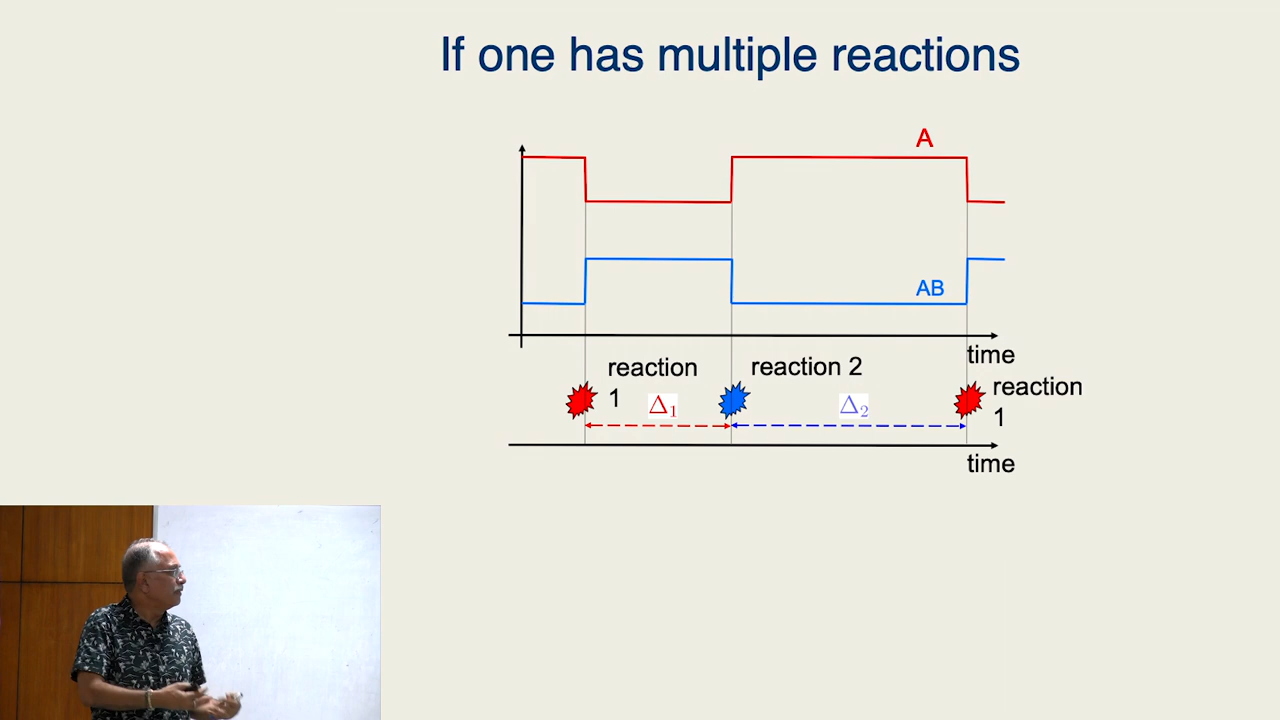 If one has multiple reactions
A
AB
time
reaction 1
Δ₁
reaction 2
Δ₂
reaction 1
time